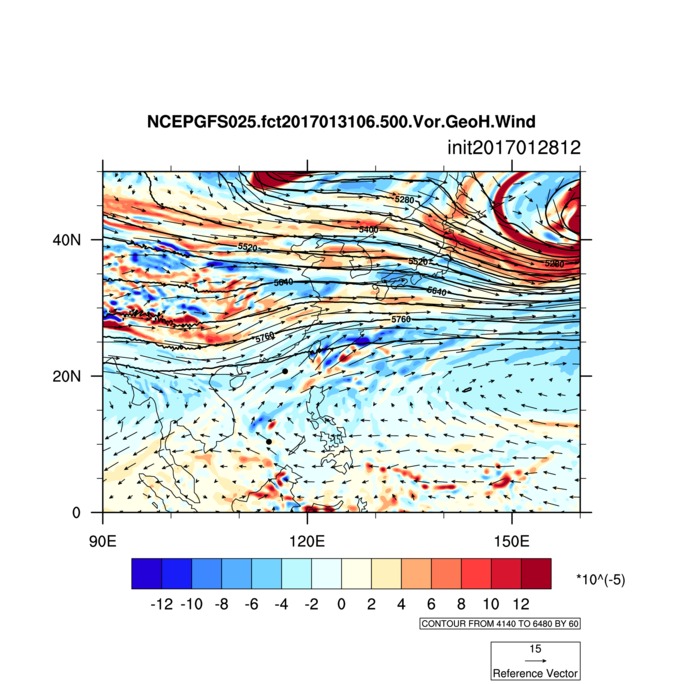 NCEPGFS025.fct2017013106.500.Vor.GeoH.Wind
init2017012812
5280
5400
40N
5520
5520
5280
5640
5640
5760
5760
20N
0
90E 120E 150E
*10^(-5)
-12 -10 -8 -6 -4 -2 0 2 4 6 8 10 12
CONTOUR FROM 4140 TO 6480 BY 60
15
Reference Vector